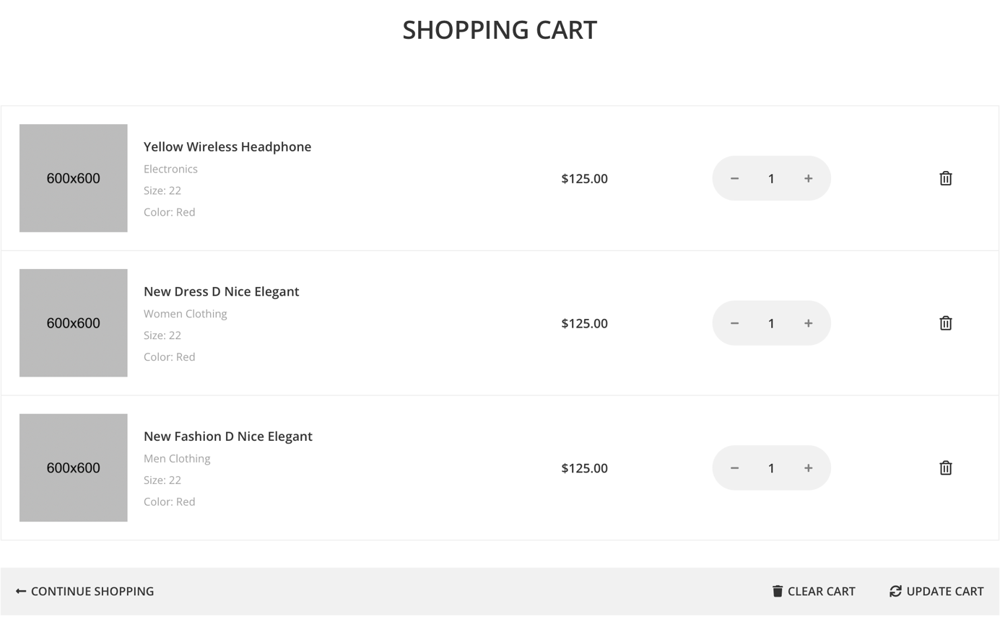 SHOPPING CART
600x600
Yellow Wireless Headphone
Electronics
Size: 22
Color: Red
$125.00
1
600x600
New Dress D Nice Elegant
Women Clothing
Size: 22
Color: Red
$125.00
1
600x600
New Fashion D Nice Elegant
Men Clothing
Size: 22
Color: Red
$125.00
1
CONTINUE SHOPPING
CLEAR CART
UPDATE CART